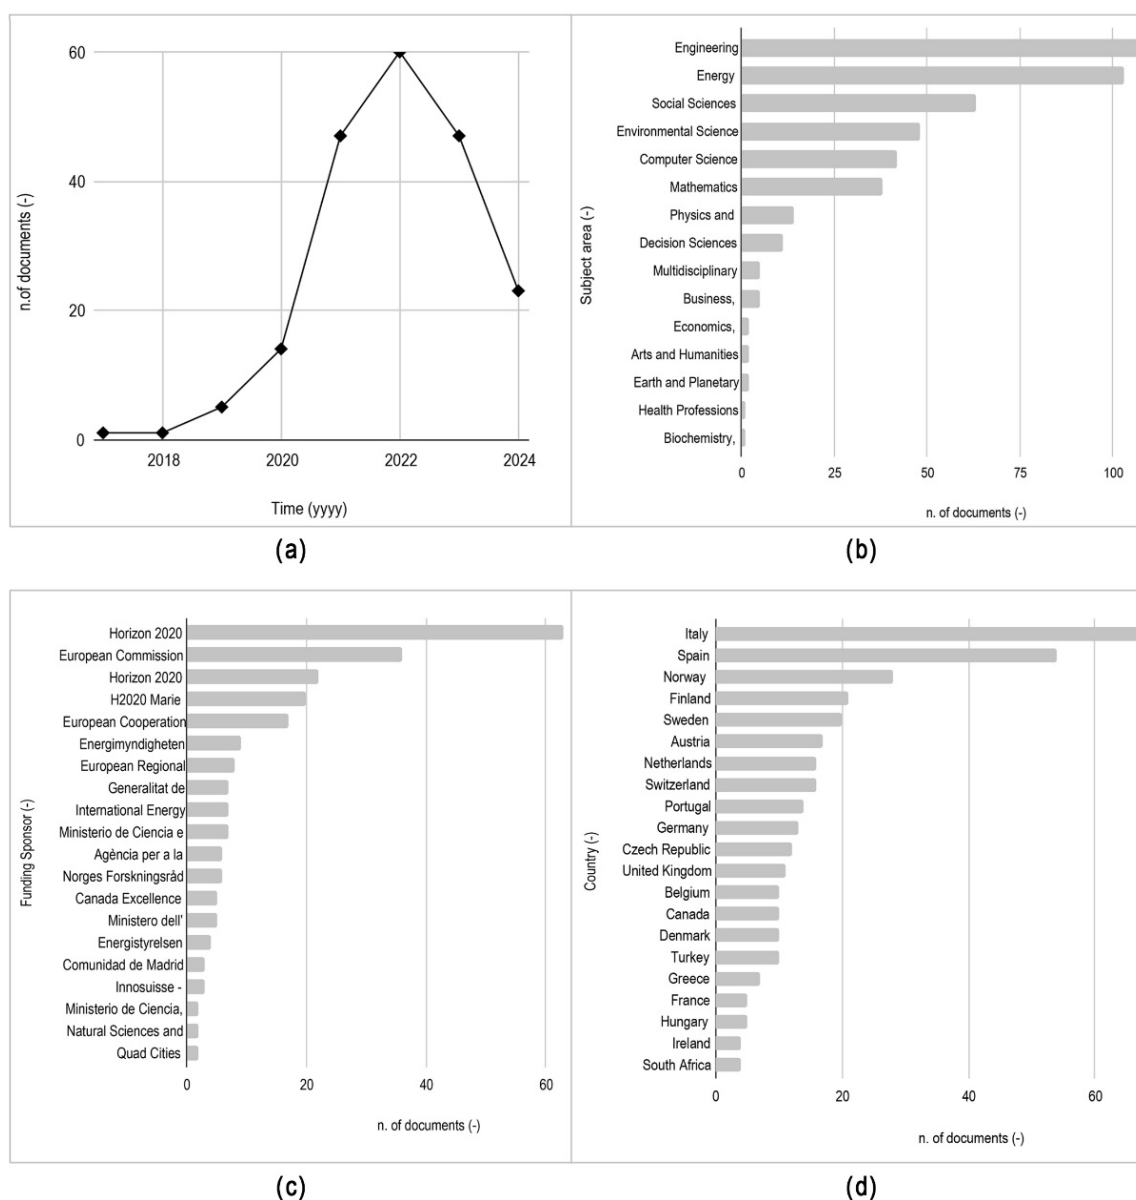 60
40
20
0
n.of documents (-)
2018
2020
2022
2024
Time (yyyy)
(a)
Subject area (-)
Engineering
Energy
Social Sciences
Environmental Science
Computer Science
Mathematics
Physics and
Decision Sciences
Multidisciplinary
Business,
Economics,
Arts and Humanities
Earth and Planetary
Health Professions
Biochemistry,
0
25
50
75
100
n. of documents (-)
(b)
Funding Sponsor (-)
Horizon 2020
European Commission
Horizon 2020
H2020 Marie
European Cooperation
Energimyndigheten
European Regional
Generalitat de
International Energy
Ministerio de Ciencia e
Agència per a la
Norges Forskningsråd
Canada Excellence
Ministero dell'
Energistyrelsen
Comunidad de Madrid
Innosuisse -
Ministerio de Ciencia,
Natural Sciences and
Quad Cities
0
20
40
60
n. of documents (-)
(c)
Country (-)
Italy
Spain
Norway
Finland
Sweden
Austria
Netherlands
Switzerland
Portugal
Germany
Czech Republic
United Kingdom
Belgium
Canada
Denmark
Turkey
Greece
France
Hungary
Ireland
South Africa
0
20
40
60
n. of documents (-)
(d)